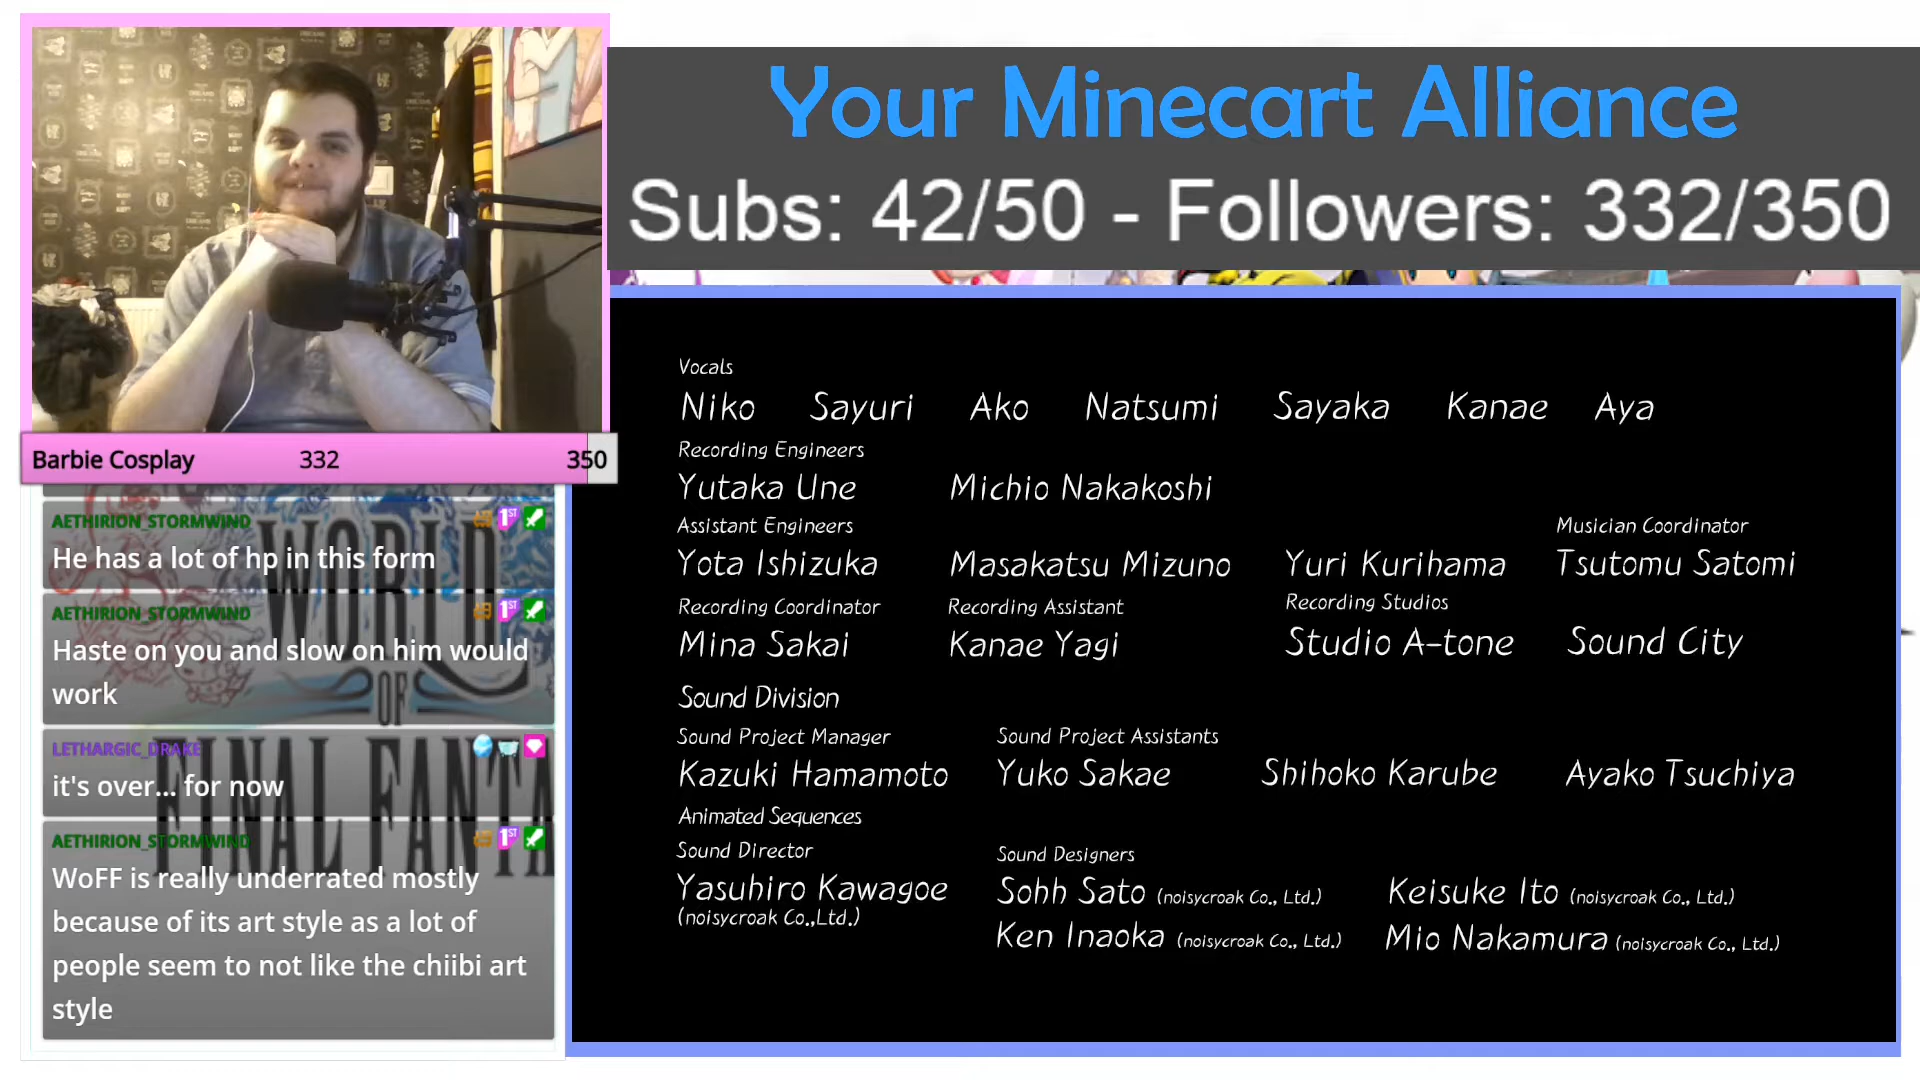 Your Minecart Alliance
Subs: 42/50 - Followers: 332/350
Barbie Cosplay 332 350
AETHIRION_STORMWIND
He has a lot of hp in this form
AETHIRION_STORMWIND
Haste on you and slow on him would
work
LETHARGIC_DRAKE
it's over... for now
AETHIRION_STORMWIND
WoFF is really underrated mostly
because of its art style as a lot of
people seem to not like the chiibi art
style
WORLD
OF
FINAL FANTA
Vocals
Niko Sayuri Ako Natsumi Sayaka Kanae Aya
Recording Engineers
Yutaka Une Michio Nakakoshi
Assistant Engineers Musician Coordinator
Yota Ishizuka Masakatsu Mizuno Yuri Kurihama Tsutomu Satomi
Recording Coordinator Recording Assistant Recording Studios
Mina Sakai Kanae Yagi Studio A-tone Sound City
Sound Division
Sound Project Manager Sound Project Assistants
Kazuki Hamamoto Yuko Sakae Shihoko Karube Ayako Tsuchiya
Animated Sequences
Sound Director Sound Designers
Yasuhiro Kawagoe Sohh Sato (noisycroak Co., Ltd.) Keisuke Ito (noisycroak Co., Ltd.)
(noisycroak Co.,Ltd.)
Ken Inaoka (noisycroak Co., Ltd.) Mio Nakamura (noisycroak Co., Ltd.)